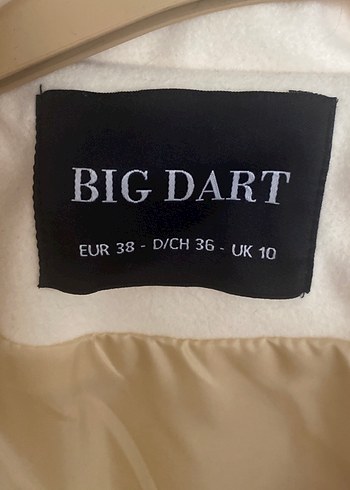 BIG DART
EUR 38 - D/CH 36 - UK 10